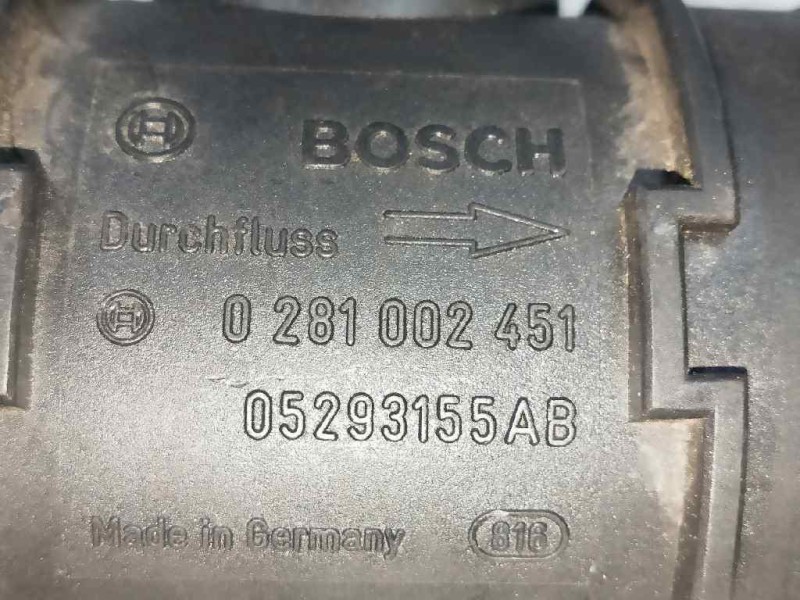 BOSCH
Durchfluss
0 281 002 451
05293155AB
Made in Germany 816